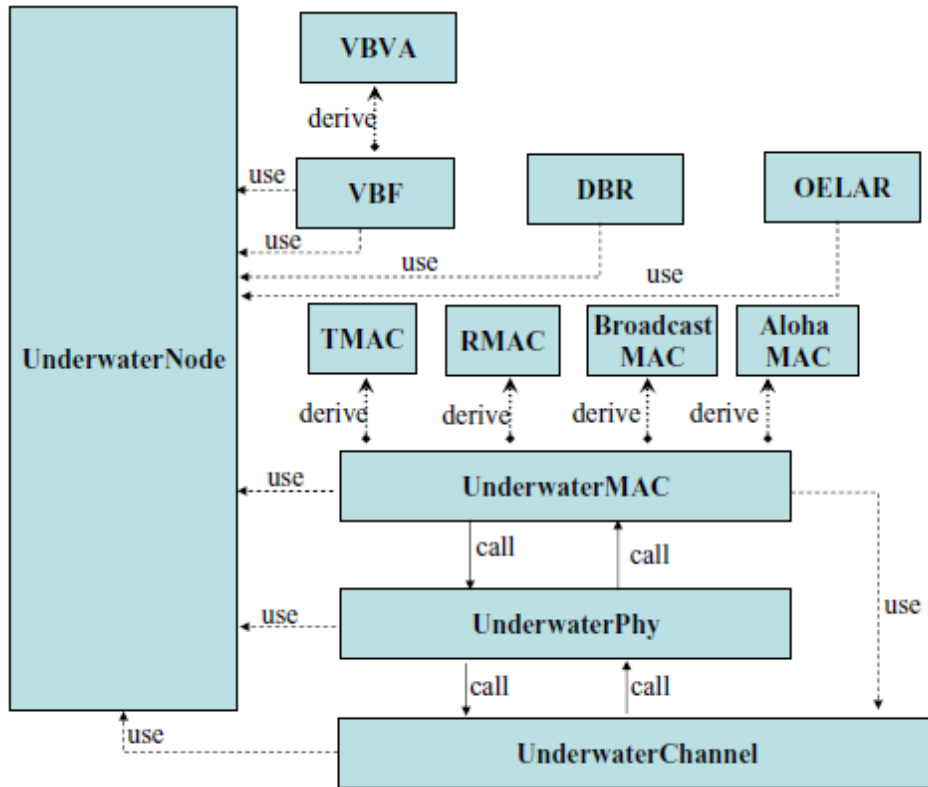 VBVA
derive
use
VBF
DBR
OELAR
use
use
use
TMAC
RMAC
Broadcast
MAC
Aloha
MAC
UnderwaterNode
derive
derive
derive
derive
use
UnderwaterMAC
call
call
use
use
UnderwaterPhy
call
call
use
UnderwaterChannel